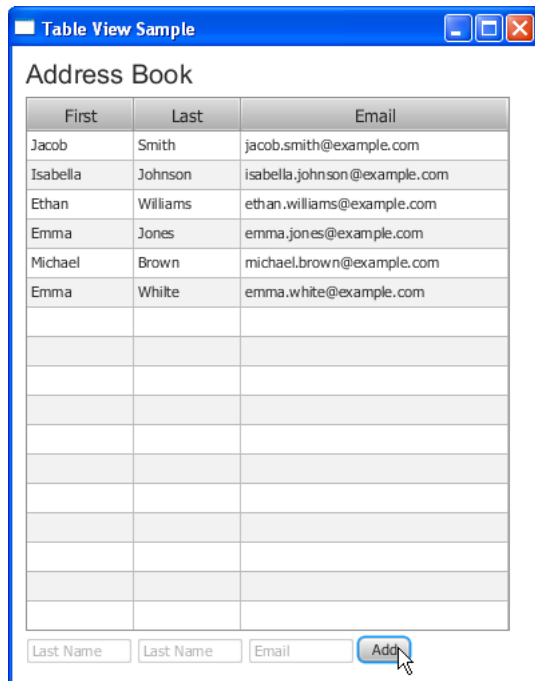 Table View Sample
Address Book
First Last Email
Jacob Smith jacob.smith@example.com
Isabella Johnson isabella.johnson@example.com
Ethan Williams ethan.williams@example.com
Emma Jones emma.jones@example.com
Michael Brown michael.brown@example.com
Emma Whilte emma.white@example.com
Last Name Last Name Email Add